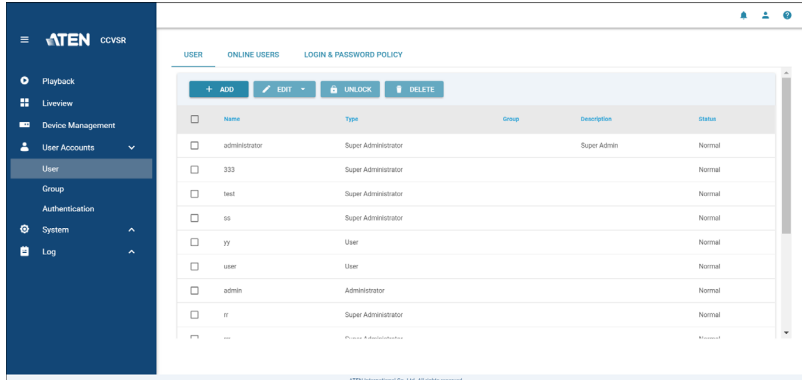 ATEN CCVSR
Playback
Liveview
Device Management
User Accounts
User
Group
Authentication
System
Log
USER ONLINE USERS LOGIN & PASSWORD POLICY
+ ADD EDIT UNLOCK DELETE
Name Type Group Description Status
administrator Super Administrator Super Admin Normal
333 Super Administrator Normal
test Super Administrator Normal
ss Super Administrator Normal
yy User Normal
user User Normal
admin Administrator Normal
rr Super Administrator Normal
Super Administrator Normal